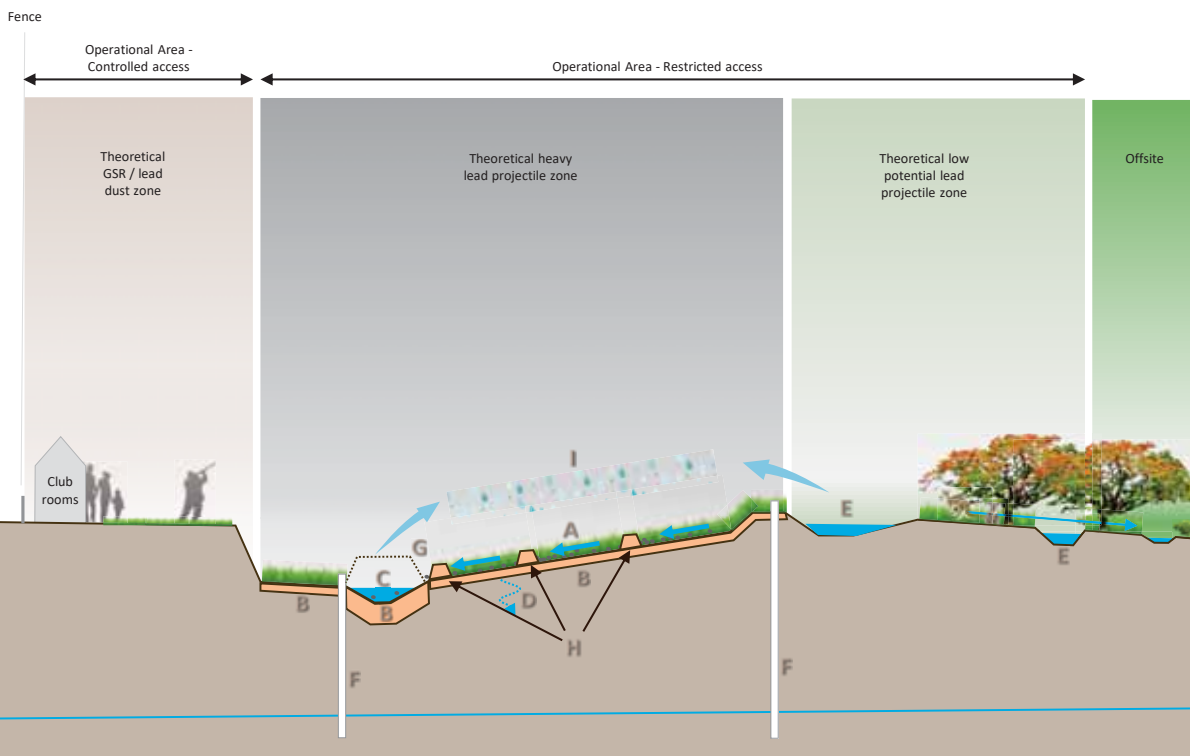 Fence
Operational Area -
Controlled access
Operational Area - Restricted access
Theoretical
GSR / lead
dust zone
Theoretical heavy
lead projectile zone
Theoretical low
potential lead
projectile zone
Offsite
Club
rooms
I
A
G
C
B
B
B
D
H
E
E
F
F